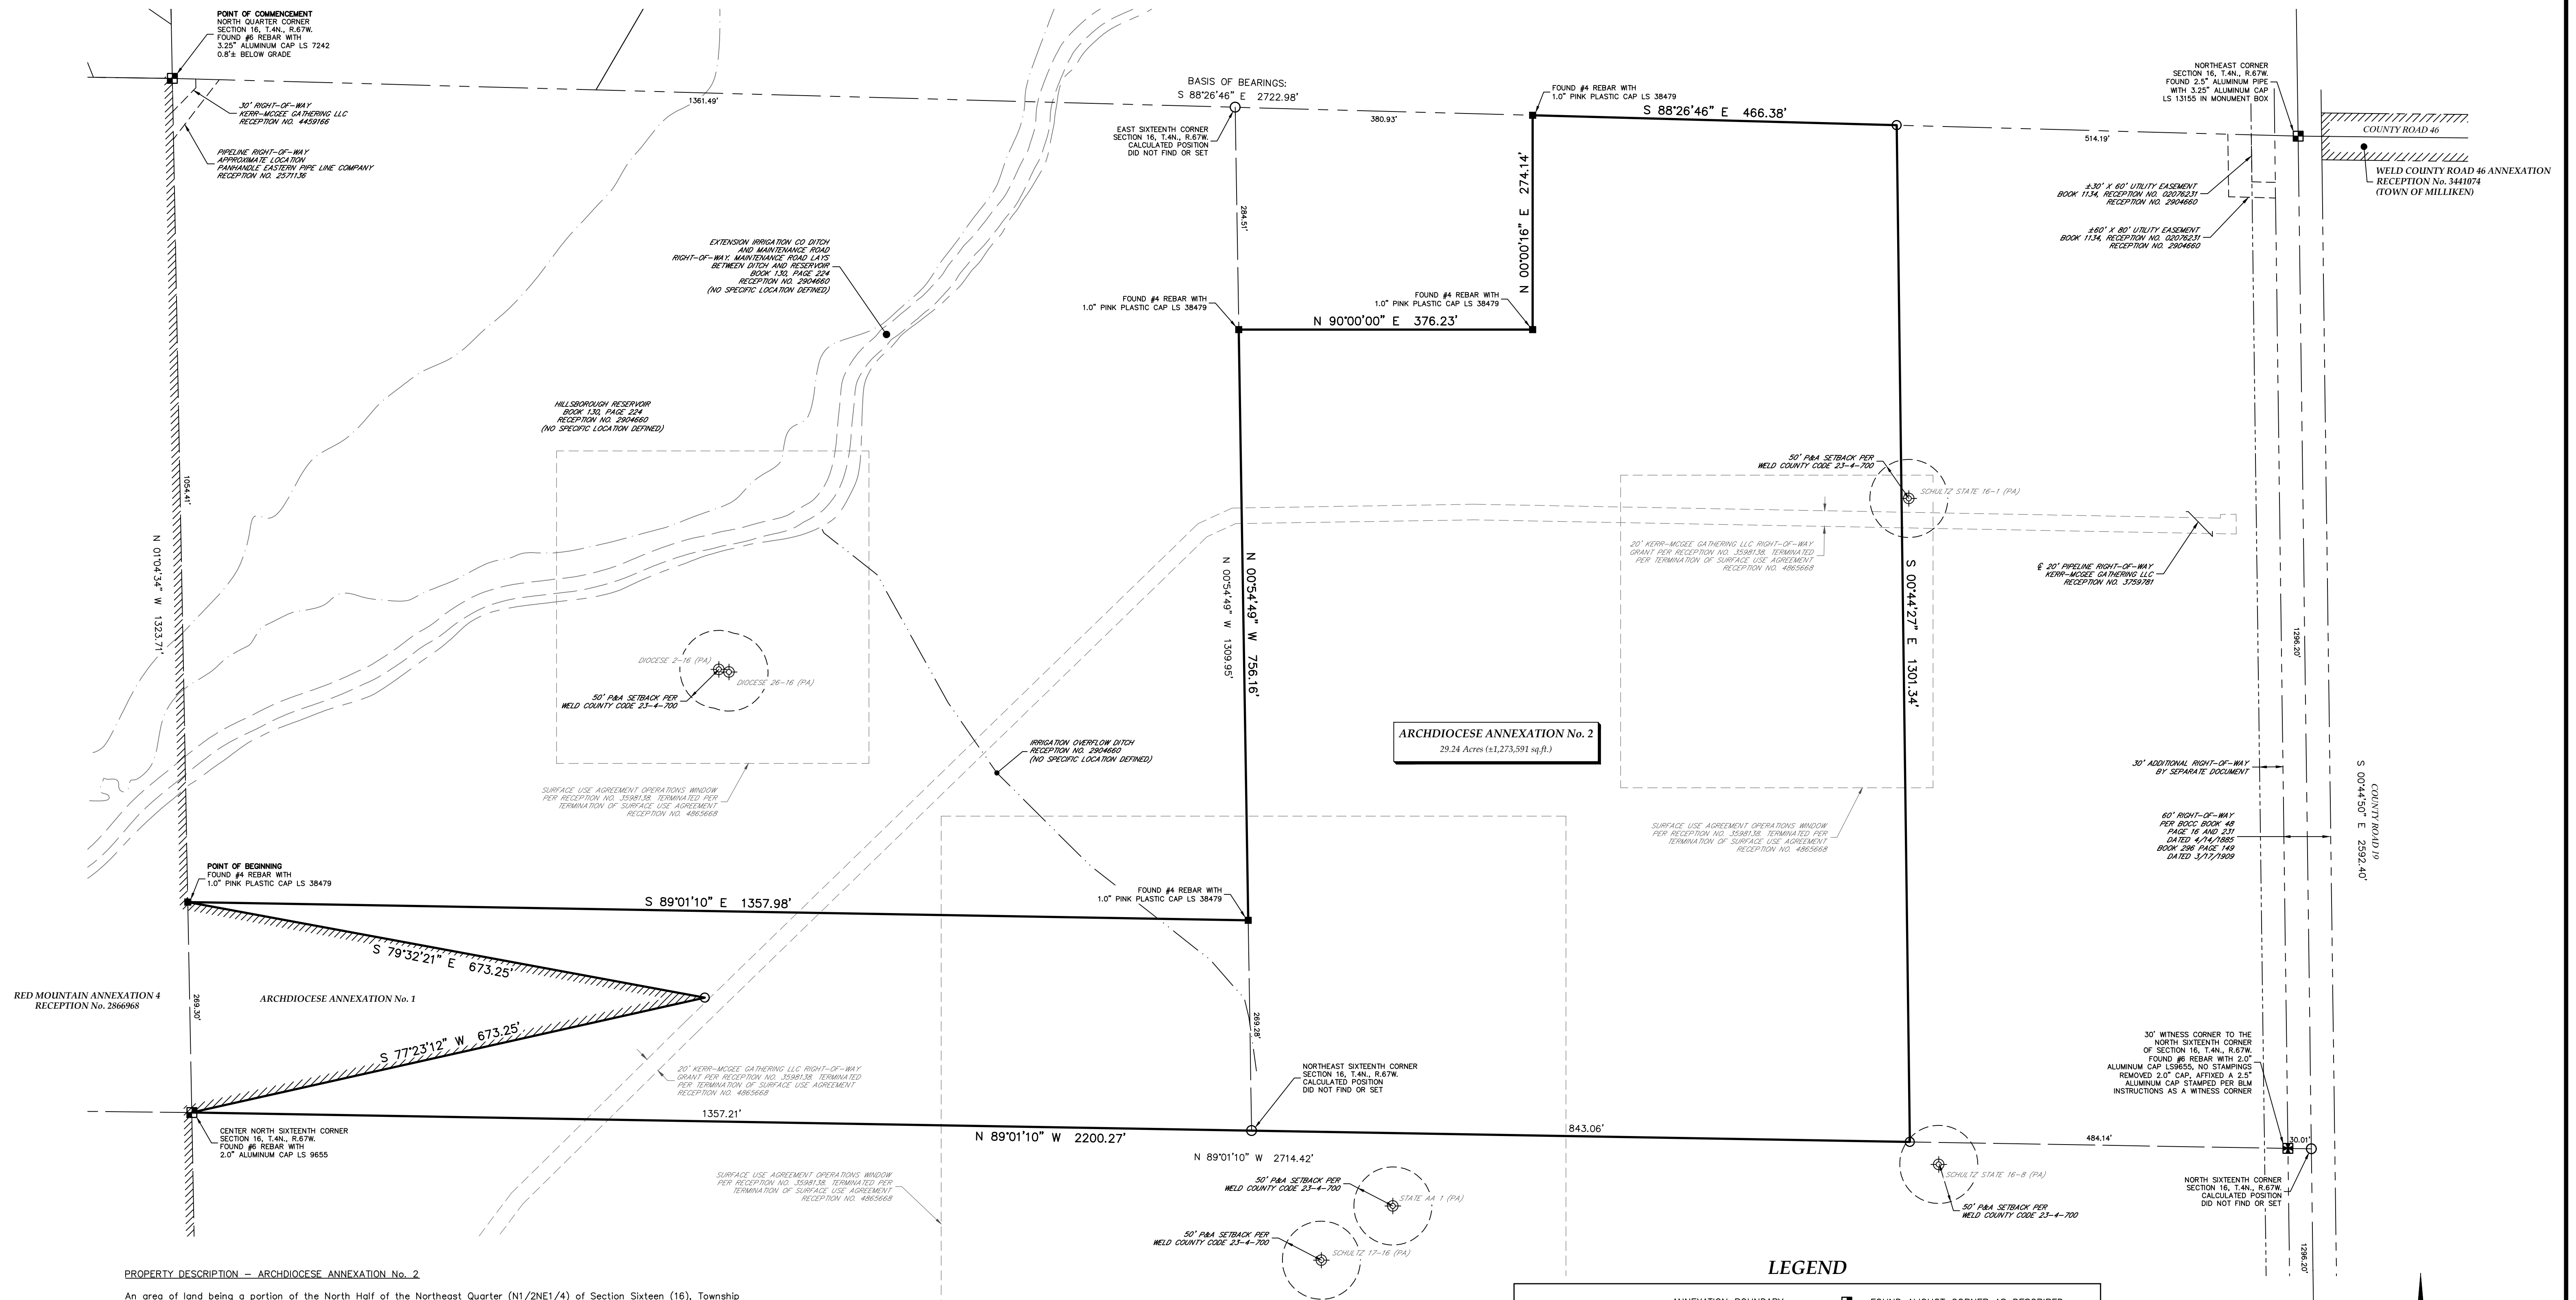 POINT OF COMMENCEMENT
NORTH QUARTER CORNER
SECTION 16, T.4N., R.67W.
FOUND #6 REBAR WITH
3.25" ALUMINUM CAP LS 7242
0.8'± BELOW GRADE
30' RIGHT-OF-WAY
KERR-MCGEE GATHERING LLC
RECEPTION NO. 4459166
PIPELINE RIGHT-OF-WAY
APPROXIMATE LOCATION
PANHANDLE EASTERN PIPE LINE COMPANY
RECEPTION NO. 2571136
1361.49'
BASIS OF BEARINGS:
S 88°26'46" E 2722.98'
EAST SIXTEENTH CORNER
SECTION 16, T.4N., R.67W.
CALCULATED POSITION
DID NOT FIND OR SET
380.93'
FOUND #4 REBAR WITH
1.0" PINK PLASTIC CAP LS 38479
S 88°26'46" E 466.38'
514.19'
NORTHEAST CORNER
SECTION 16, T.4N., R.67W.
FOUND 2.5" ALUMINUM PIPE
WITH 3.25" ALUMINUM CAP
LS 13155 IN MONUMENT BOX
COUNTY ROAD 46
WELD COUNTY ROAD 46 ANNEXATION
RECEPTION No. 3441074
(TOWN OF MILLIKEN)
±30' X 60' UTILITY EASEMENT
BOOK 1134, RECEPTION NO. 02076231
RECEPTION NO. 2904660
±60' X 80' UTILITY EASEMENT
BOOK 1134, RECEPTION NO. 02076231
RECEPTION NO. 2904660
284.51'
N 00°00'16" E 274.14'
EXTENSION IRRIGATION CO DITCH
AND MAINTENANCE ROAD
RIGHT-OF-WAY. MAINTENANCE ROAD LAYS
BETWEEN DITCH AND RESERVOIR
BOOK 130, PAGE 224
RECEPTION NO. 2904660
(NO SPECIFIC LOCATION DEFINED)
FOUND #4 REBAR WITH
1.0" PINK PLASTIC CAP LS 38479
FOUND #4 REBAR WITH
1.0" PINK PLASTIC CAP LS 38479
N 90°00'00" E 376.23'
HILLSBOROUGH RESERVOIR
BOOK 130, PAGE 224
RECEPTION NO. 2904660
(NO SPECIFIC LOCATION DEFINED)
1054.41'
N 01°04'34" W 1323.71'
50' P&A SETBACK PER
WELD COUNTY CODE 23-4-700
SCHULTZ STATE 16-1 (PA)
20' KERR-MCGEE GATHERING LLC RIGHT-OF-WAY
GRANT PER RECEPTION NO. 3598138. TERMINATED
PER TERMINATION OF SURFACE USE AGREEMENT
RECEPTION NO. 4865668
℄ 20' PIPELINE RIGHT-OF-WAY
KERR-MCGEE GATHERING LLC
RECEPTION NO. 3759781
N 00°54'49" W 1309.95'
N 00°54'49" W 756.16'
S 00°44'27" E 1301.34'
1296.20'
DIOCESE 2-16 (PA)
DIOCESE 26-16 (PA)
50' P&A SETBACK PER
WELD COUNTY CODE 23-4-700
IRRIGATION OVERFLOW DITCH
RECEPTION NO. 2904660
(NO SPECIFIC LOCATION DEFINED)
ARCHDIOCESE ANNEXATION No. 2
29.24 Acres (±1,273,591 sq.ft.)
30' ADDITIONAL RIGHT-OF-WAY
BY SEPARATE DOCUMENT
S 00°44'50" E 2592.40'
COUNTY ROAD 19
60' RIGHT-OF-WAY
PER BOCC BOOK 48
PAGE 16 AND 231
DATED 4/14/1885
BOOK 296 PAGE 149
DATED 3/17/1909
SURFACE USE AGREEMENT OPERATIONS WINDOW
PER RECEPTION NO. 3598138. TERMINATED PER
TERMINATION OF SURFACE USE AGREEMENT
RECEPTION NO. 4865668
SURFACE USE AGREEMENT OPERATIONS WINDOW
PER RECEPTION NO. 3598138. TERMINATED PER
TERMINATION OF SURFACE USE AGREEMENT
RECEPTION NO. 4865668
POINT OF BEGINNING
FOUND #4 REBAR WITH
1.0" PINK PLASTIC CAP LS 38479
S 89°01'10" E 1357.98'
FOUND #4 REBAR WITH
1.0" PINK PLASTIC CAP LS 38479
S 79°32'21" E 673.25'
RED MOUNTAIN ANNEXATION 4
RECEPTION No. 2866968
269.30'
ARCHDIOCESE ANNEXATION No. 1
S 77°23'12" W 673.25'
269.28'
20' KERR-MCGEE GATHERING LLC RIGHT-OF-WAY
GRANT PER RECEPTION NO. 3598138. TERMINATED
PER TERMINATION OF SURFACE USE AGREEMENT
RECEPTION NO. 4865668
NORTHEAST SIXTEENTH CORNER
SECTION 16, T.4N., R.67W.
CALCULATED POSITION
DID NOT FIND OR SET
30' WITNESS CORNER TO THE
NORTH SIXTEENTH CORNER
OF SECTION 16, T.4N., R.67W.
FOUND #6 REBAR WITH 2.0"
ALUMINUM CAP LS9655, NO STAMPINGS
REMOVED 2.0" CAP, AFFIXED A 2.5"
ALUMINUM CAP STAMPED PER BLM
INSTRUCTIONS AS A WITNESS CORNER
1357.21'
N 89°01'10" W 2200.27'
843.06'
484.14'
30.01'
N 89°01'10" W 2714.42'
CENTER NORTH SIXTEENTH CORNER
SECTION 16, T.4N., R.67W.
FOUND #6 REBAR WITH
2.0" ALUMINUM CAP LS 9655
SURFACE USE AGREEMENT OPERATIONS WINDOW
PER RECEPTION NO. 3598138. TERMINATED PER
TERMINATION OF SURFACE USE AGREEMENT
RECEPTION NO. 4865668
50' P&A SETBACK PER
WELD COUNTY CODE 23-4-700
STATE AA 1 (PA)
SCHULTZ STATE 16-8 (PA)
50' P&A SETBACK PER
WELD COUNTY CODE 23-4-700
NORTH SIXTEENTH CORNER
SECTION 16, T.4N., R.67W.
CALCULATED POSITION
DID NOT FIND OR SET
50' P&A SETBACK PER
WELD COUNTY CODE 23-4-700
SCHULTZ 17-16 (PA)
1296.20'
PROPERTY DESCRIPTION - ARCHDIOCESE ANNEXATION No. 2
An area of land being a portion of the North Half of the Northeast Quarter (N1/2NE1/4) of Section Sixteen (16), Township
LEGEND